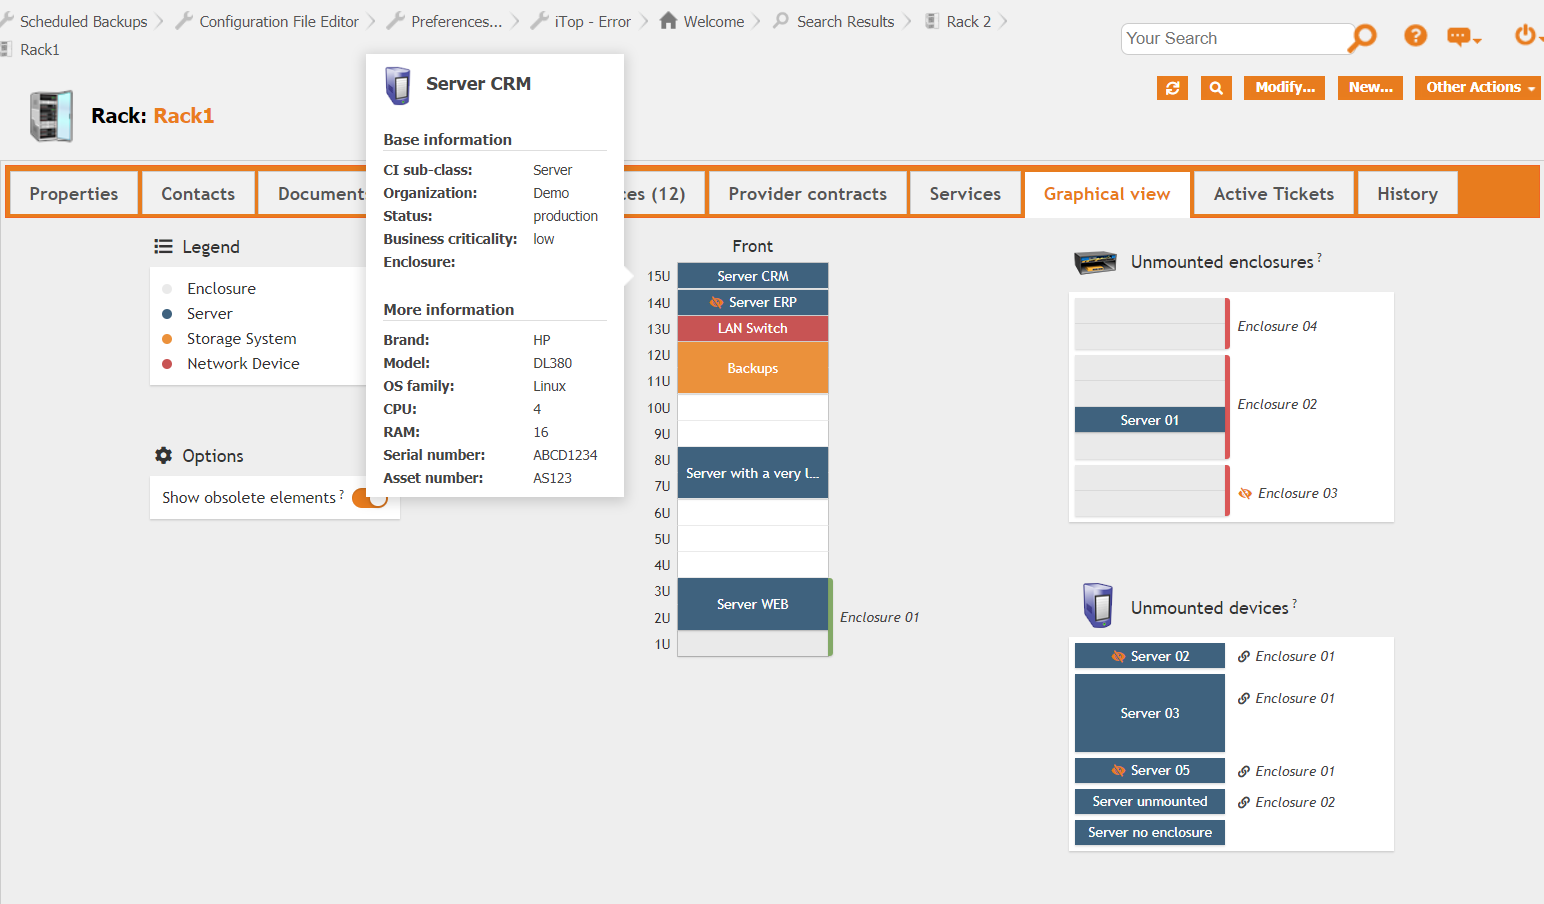 Scheduled Backups
Configuration File Editor
Preferences...
iTop - Error
Welcome
Search Results
Rack 2
Rack1
Your Search
Rack: Rack1
Modify...
New...
Other Actions
Properties
Contacts
Document
ces (12)
Provider contracts
Services
Graphical view
Active Tickets
History
Server CRM
Base information
CI sub-class: Server
Organization: Demo
Status: production
Business criticality: low
Enclosure:
More information
Brand: HP
Model: DL380
OS family: Linux
CPU: 4
RAM: 16
Serial number: ABCD1234
Asset number: AS123
Legend
Enclosure
Server
Storage System
Network Device
Options
Show obsolete elements ?
Front
15U Server CRM
14U Server ERP
13U LAN Switch
12U
Backups
11U
10U
9U
8U
Server with a very l...
7U
6U
5U
4U
3U
Server WEB
2U Enclosure 01
1U
Unmounted enclosures ?
Enclosure 04
Enclosure 02
Server 01
Enclosure 03
Unmounted devices ?
Server 02 Enclosure 01
Server 03 Enclosure 01
Server 05 Enclosure 01
Server unmounted Enclosure 02
Server no enclosure